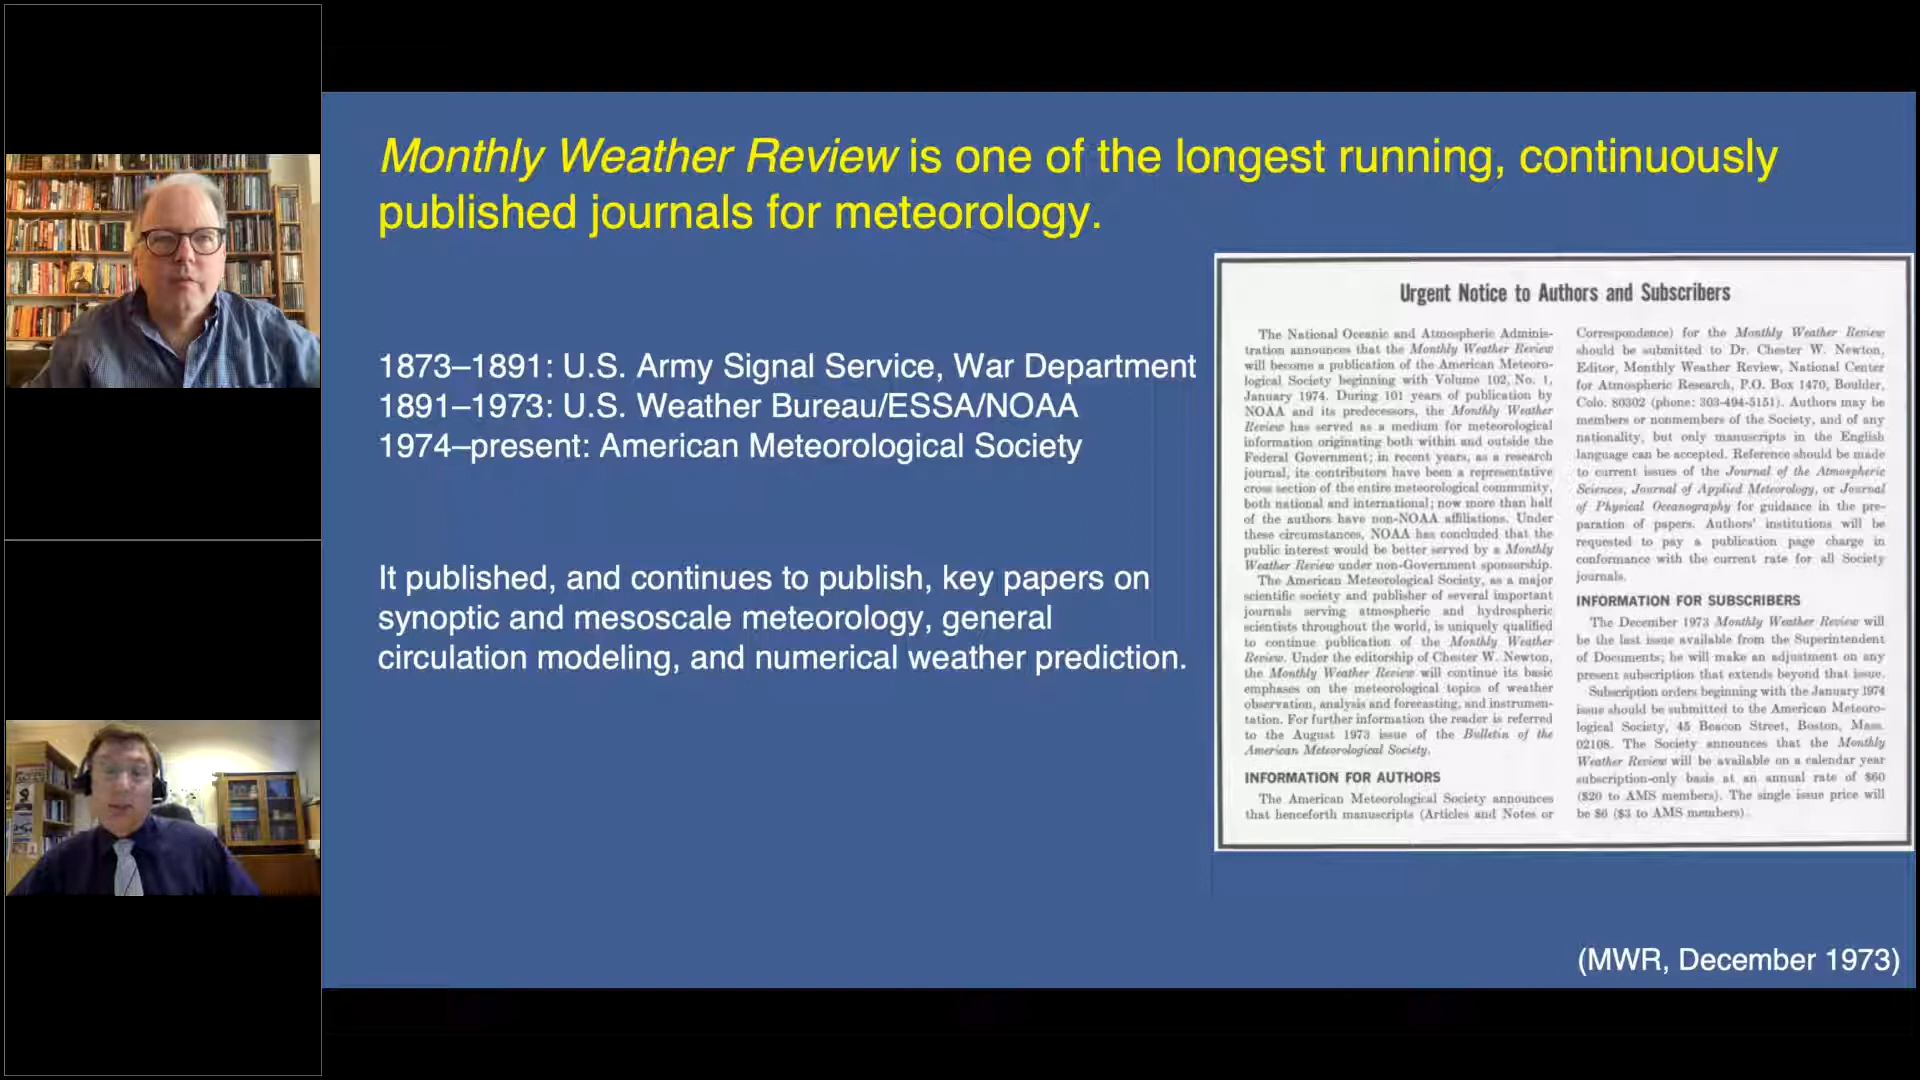 Monthly Weather Review is one of the longest running, continuously
published journals for meteorology.
1873–1891: U.S. Army Signal Service, War Department
1891–1973: U.S. Weather Bureau/ESSA/NOAA
1974–present: American Meteorological Society
It published, and continues to publish, key papers on
synoptic and mesoscale meteorology, general
circulation modeling, and numerical weather prediction.
Urgent Notice to Authors and Subscribers
The National Oceanic and Atmospheric Adminis-
tration announces that the Monthly Weather Review
will become a publication of the American Meteoro-
logical Society beginning with Volume 102, No. 1,
January 1974. During 101 years of publication by
NOAA and its predecessors, the Monthly Weather
Review has served as a medium for meteorological
information originating both within and outside the
Federal Government; in recent years, as a research
journal, its contributors have been a representative
cross section of the entire meteorological community,
both national and international; now more than half
of the authors have non-NOAA affiliations. Under
these circumstances, NOAA has concluded that the
public interest would be better served by a Monthly
Weather Review under non-Government sponsorship.
The American Meteorological Society, as a major
scientific society and publisher of several important
journals serving atmospheric and hydrospheric
scientists throughout the world, is uniquely qualified
to continue publication of the Monthly Weather
Review. Under the editorship of Chester W. Newton,
the Monthly Weather Review will continue its basic
emphases on the meteorological topics of weather
observation, analysis and forecasting, and instrumen-
tation. For further information the reader is referred
to the August 1973 issue of the Bulletin of the
American Meteorological Society.
INFORMATION FOR AUTHORS
The American Meteorological Society announces
that henceforth manuscripts (Articles and Notes or
Correspondence) for the Monthly Weather Review
should be submitted to Dr. Chester W. Newton,
Editor, Monthly Weather Review, National Center
for Atmospheric Research, P.O. Box 1470, Boulder,
Colo. 80302 (phone: 303-494-5151). Authors may be
members or nonmembers of the Society, and of any
nationality, but only manuscripts in the English
language can be accepted. Reference should be made
to current issues of the Journal of the Atmospheric
Sciences, Journal of Applied Meteorology, or Journal
of Physical Oceanography for guidance in the pre-
paration of papers. Authors' institutions will be
requested to pay a publication page charge in
conformance with the current rate for all Society
journals.
INFORMATION FOR SUBSCRIBERS
The December 1973 Monthly Weather Review will
be the last issue available from the Superintendent
of Documents; he will make an adjustment on any
present subscription that extends beyond that issue.
Subscription orders beginning with the January 1974
issue should be submitted to the American Meteoro-
logical Society, 45 Beacon Street, Boston, Mass.
02108. The Society announces that the Monthly
Weather Review will be available on a calendar year
subscription-only basis at an annual rate of $60
($20 to AMS members). The single issue price will
be $6 ($3 to AMS members).
(MWR, December 1973)